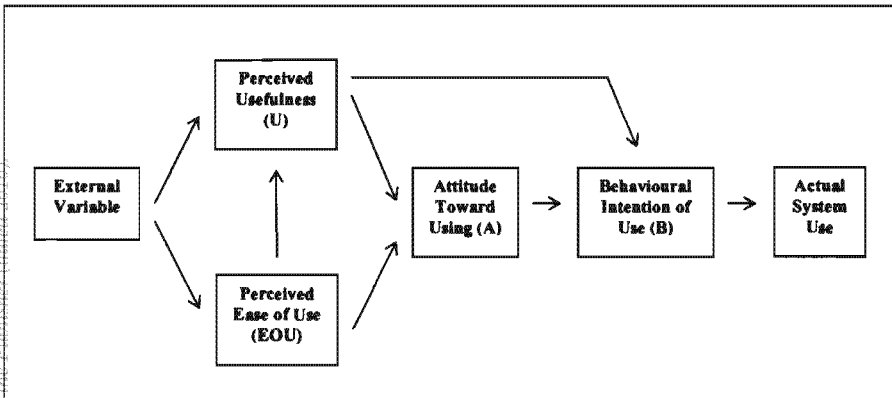 Perceived
Usefulness
(U)
External
Variable
Attitude
Toward
Using (A)
Behavioural
Intention of
Use (B)
Actual
System
Use
Perceived
Ease of Use
(EOU)